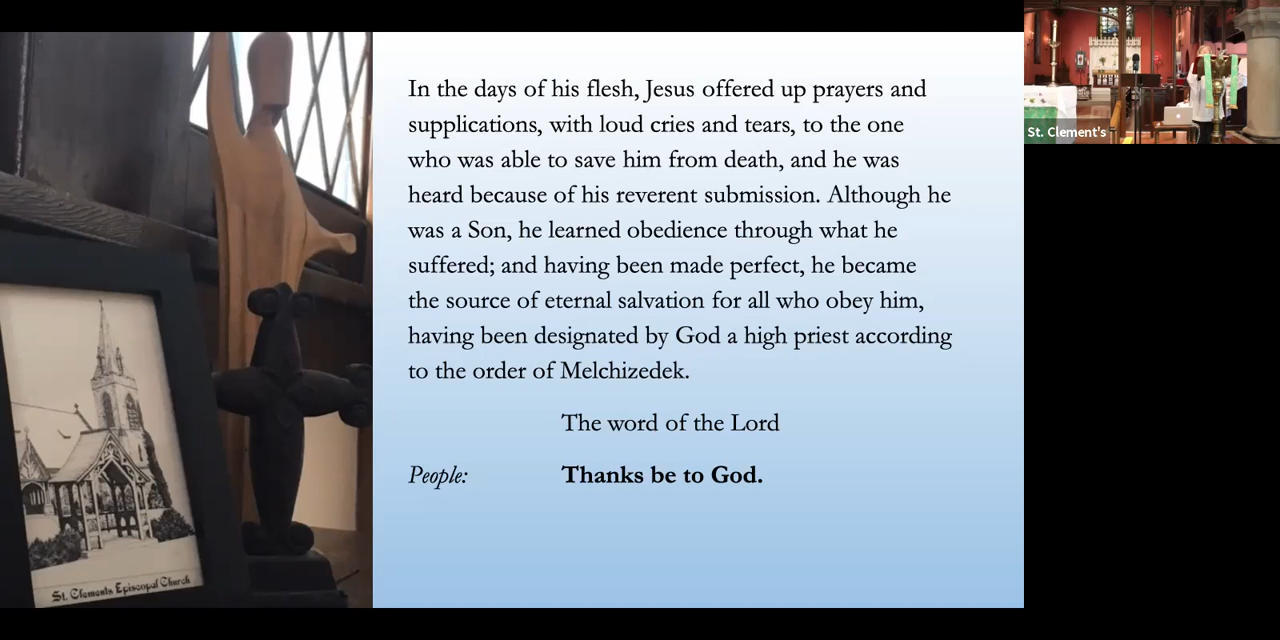 In the days of his flesh, Jesus offered up prayers and
supplications, with loud cries and tears, to the one
who was able to save him from death, and he was
heard because of his reverent submission. Although he
was a Son, he learned obedience through what he
suffered; and having been made perfect, he became
the source of eternal salvation for all who obey him,
having been designated by God a high priest according
to the order of Melchizedek.
The word of the Lord
People: Thanks be to God.
St. Clements Episcopal Church
St. Clement's